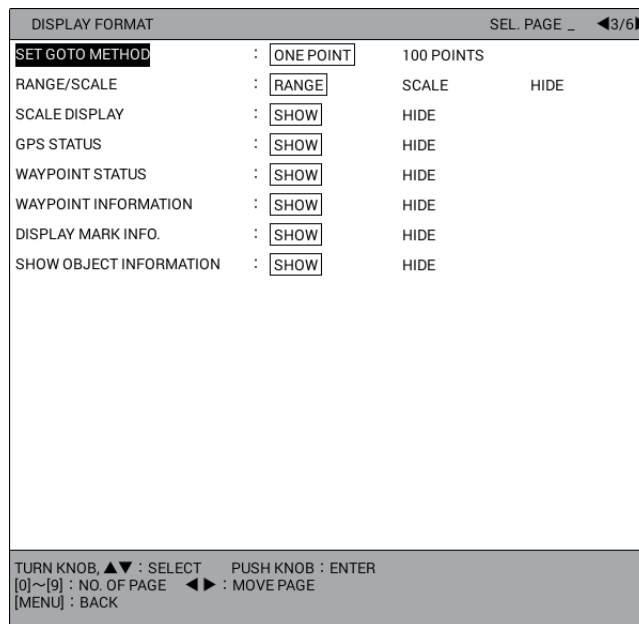 DISPLAY FORMAT SEL. PAGE _ ◀3/6▶
SET GOTO METHOD : ONE POINT 100 POINTS
RANGE/SCALE : RANGE SCALE HIDE
SCALE DISPLAY : SHOW HIDE
GPS STATUS : SHOW HIDE
WAYPOINT STATUS : SHOW HIDE
WAYPOINT INFORMATION : SHOW HIDE
DISPLAY MARK INFO. : SHOW HIDE
SHOW OBJECT INFORMATION : SHOW HIDE
TURN KNOB, ▲▼ : SELECT PUSH KNOB : ENTER
[0]~[9] : NO. OF PAGE ◀ ▶ : MOVE PAGE
[MENU] : BACK